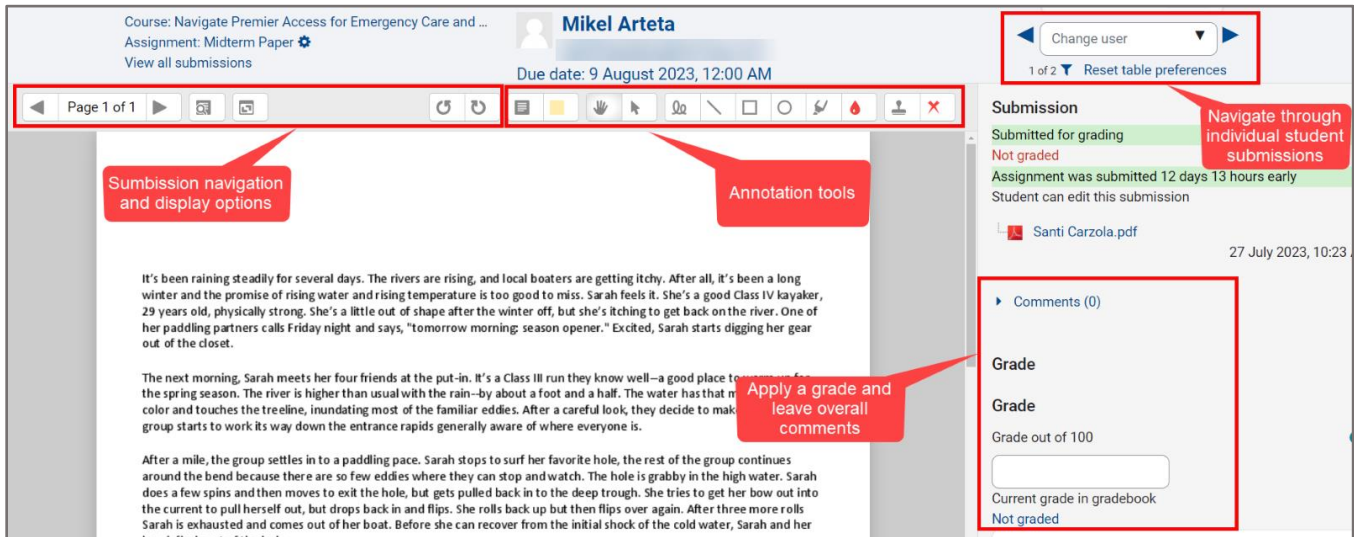 Course: Navigate Premier Access for Emergency Care and ...
Assignment: Midterm Paper
View all submissions
Mikel Arteta
Due date: 9 August 2023, 12:00 AM
Change user
1 of 2 Reset table preferences
Page 1 of 1
Sumbission navigation
and display options
Annotation tools
Navigate through
individual student
submissions
Submission
Submitted for grading
Not graded
Assignment was submitted 12 days 13 hours early
Student can edit this submission
Santi Carzola.pdf
27 July 2023, 10:23
Comments (0)
Grade
Grade
Grade out of 100
Current grade in gradebook
Not graded
Apply a grade and
leave overall
comments
It's been raining steadily for several days. The rivers are rising, and local boaters are getting itchy. After all, it's been a long
winter and the promise of rising water and rising temperature is too good to miss. Sarah feels it. She's a good Class IV kayaker,
29 years old, physically strong. She's a little out of shape after the winter off, but she's itching to get back on the river. One of
her paddling partners calls Friday night and says, "tomorrow morning: season opener." Excited, Sarah starts digging her gear
out of the closet.
The next morning, Sarah meets her four friends at the put-in. It's a Class III run they know well—a good place to
the spring season. The river is higher than usual with the rain--by about a foot and a half. The water has that
color and touches the treeline, inundating most of the familiar eddies. After a careful look, they decide to
group starts to work its way down the entrance rapids generally aware of where everyone is.
After a mile, the group settles in to a paddling pace. Sarah stops to surf her favorite hole, the rest of the group continues
around the bend because there are so few eddies where they can stop and watch. The hole is grabby in the high water. Sarah
does a few spins and then moves to exit the hole, but gets pulled back in to the deep trough. She tries to get her bow out into
the current to pull herself out, but drops back in and flips. She rolls back up but then flips over again. After three more rolls
Sarah is exhausted and comes out of her boat. Before she can recover from the initial shock of the cold water, Sarah and her